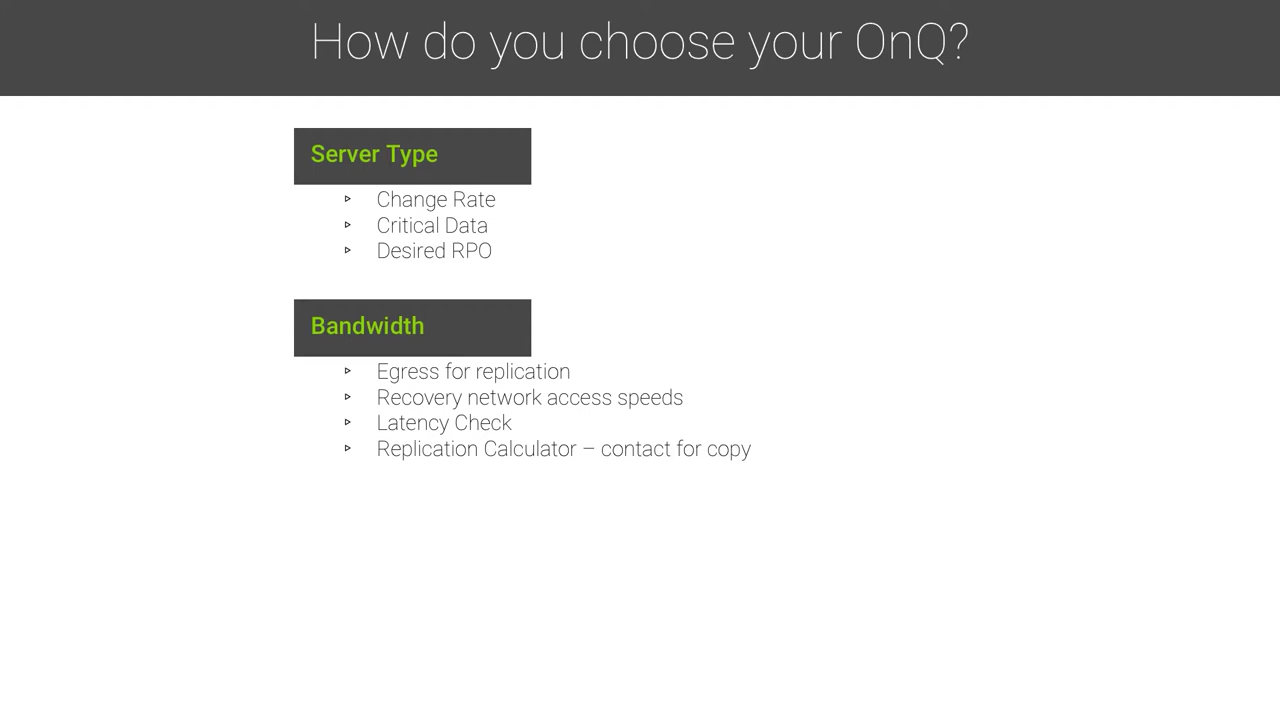 How do you choose your OnQ?
Server Type
Change Rate
Critical Data
Desired RPO
Bandwidth
Egress for replication
Recovery network access speeds
Latency Check
Replication Calculator – contact for copy